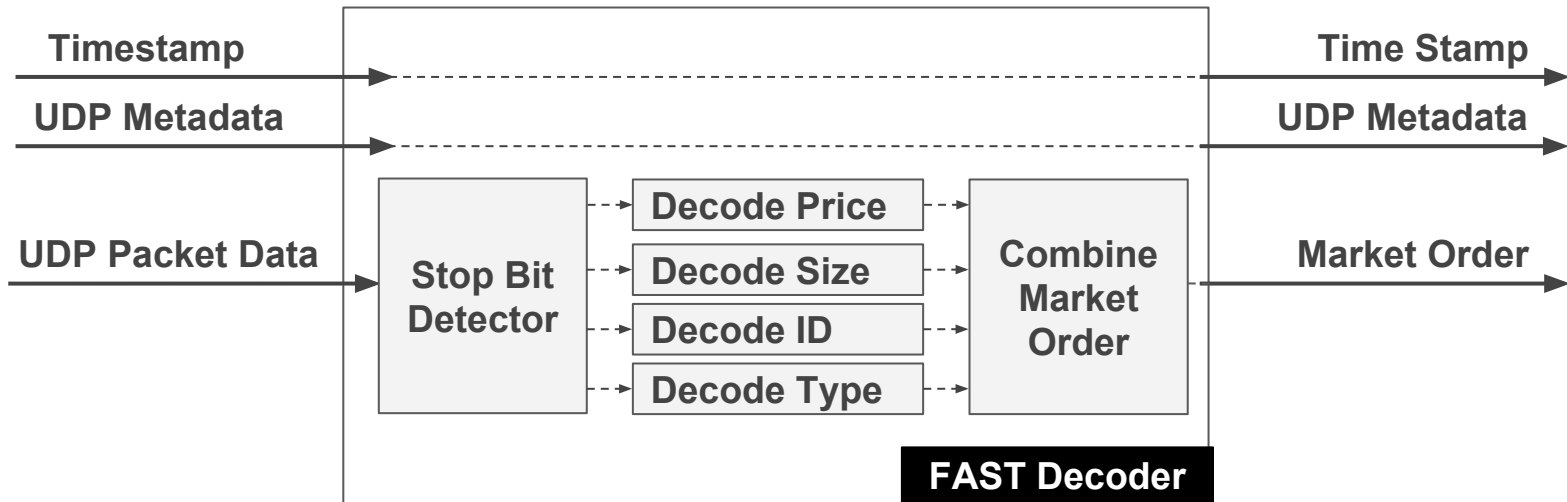 Timestamp
Time Stamp
UDP Metadata
UDP Metadata
UDP Packet Data
Stop Bit
Detector
Decode Price
Decode Size
Decode ID
Decode Type
Combine
Market
Order
Market Order
FAST Decoder